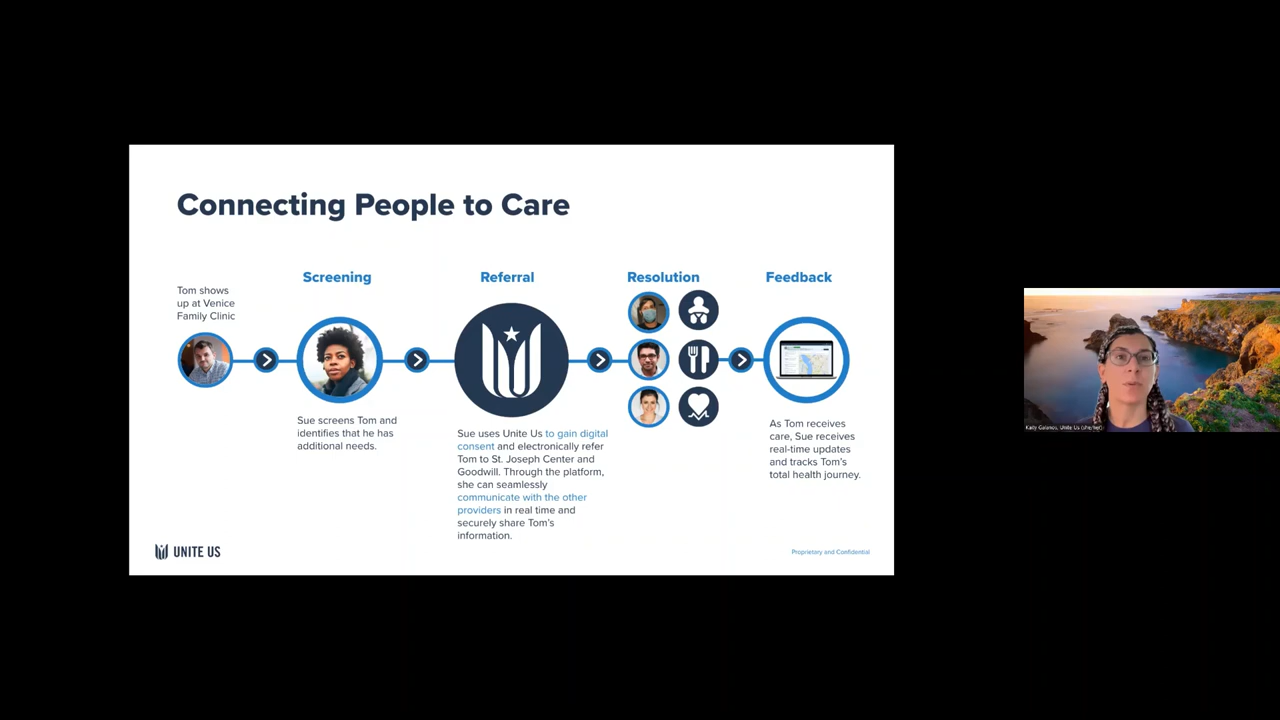 Connecting People to Care
Tom shows
up at Venice
Family Clinic
Screening
Sue screens Tom and
identifies that he has
additional needs.
Referral
Sue uses Unite Us to gain digital
consent and electronically refer
Tom to St. Joseph Center and
Goodwill. Through the platform,
she can seamlessly
communicate with the other
providers in real time and
securely share Tom's
information.
Resolution
Feedback
As Tom receives
care, Sue receives
real-time updates
and tracks Tom's
total health journey.
UNITE US
Proprietary and Confidential
Unite Us (she/her)